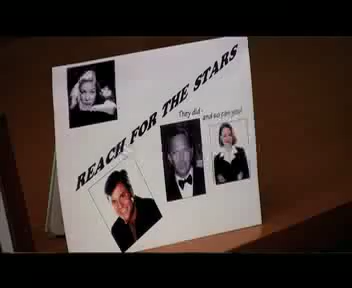 REACH FOR THE STARS
They did -
and so can you!